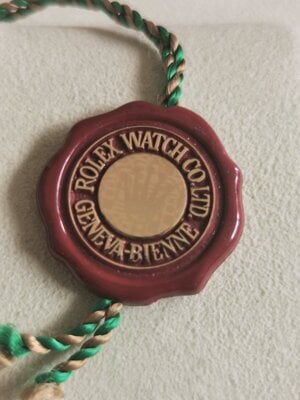 ROLEX WATCH CO. LTD.
GENEVA-BIENNE